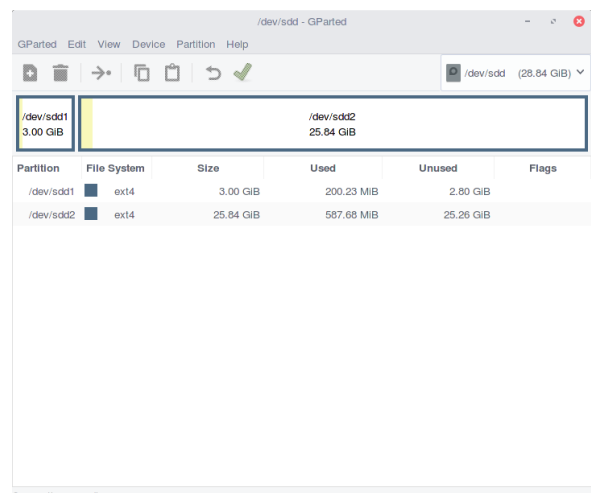 /dev/sdd - GParted
GParted Edit View Device Partition Help
/dev/sdd (28.84 GiB)
/dev/sdd1 /dev/sdd2
3.00 GiB 25.84 GiB
Partition File System Size Used Unused Flags
/dev/sdd1 ext4 3.00 GiB 200.23 MiB 2.80 GiB
/dev/sdd2 ext4 25.84 GiB 587.68 MiB 25.26 GiB